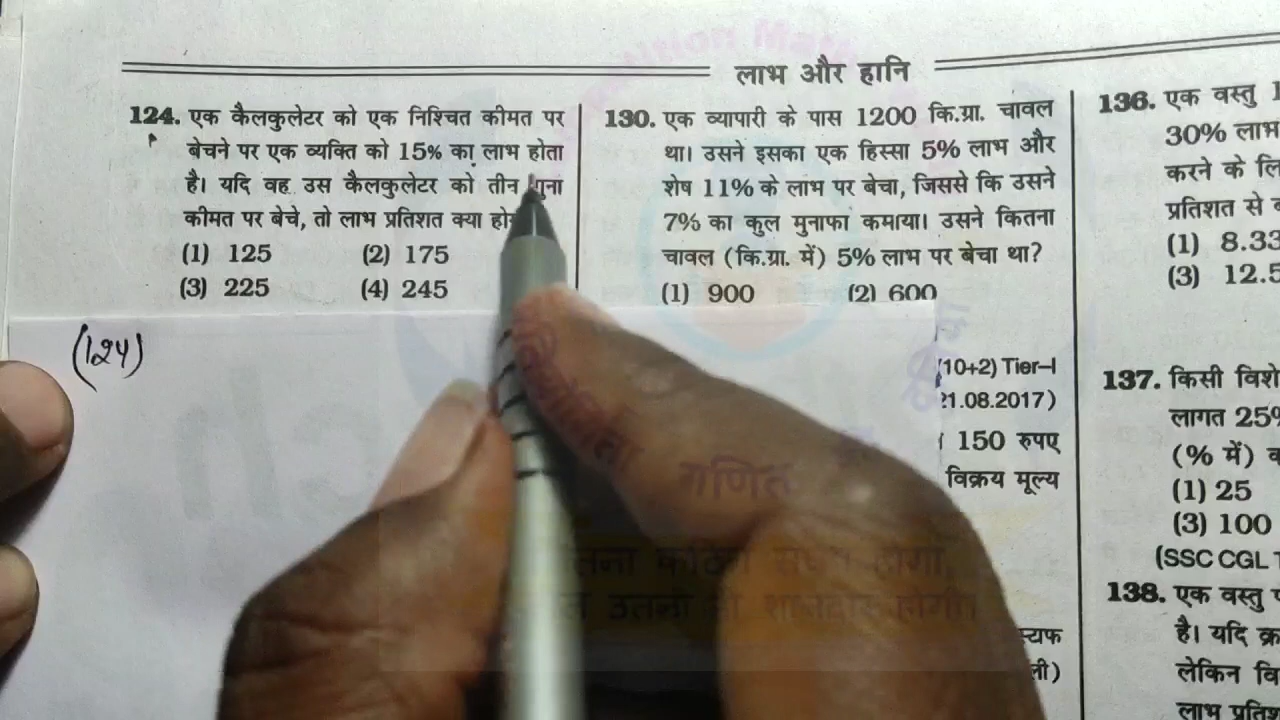 लाभ और हानि
124. एक कैलकुलेटर को एक निश्चित कीमत पर
बेचने पर एक व्यक्ति को 15% का लाभ होता
है। यदि वह उस कैलकुलेटर को तीन गुना
कीमत पर बेचे, तो लाभ प्रतिशत क्या
(1) 125 (2) 175
(3) 225 (4) 245
(124)
130. एक व्यापारी के पास 1200 कि.ग्रा. चावल
था। उसने इसका एक हिस्सा 5% लाभ और
शेष 11% के लाभ पर बेचा, जिससे कि उसने
7% का कुल मुनाफा कमाया। उसने कितना
चावल (कि.ग्रा. में) 5% लाभ पर बेचा था?
(1) 900 (2) 600
(10+2) Tier-I
21.08.2017)
150 रुपए
विक्रय मूल्य
स्टाफ
136. एक वस्तु
30% लाभ
करने के
प्रतिशत से
(1) 8.33
(3) 12.5
137. किसी
लागत 25%
(% में)
(1) 25
(3) 100
(SSC CGL
138. एक वस्तु
है। यदि
लेकिन
लाभ
गणित